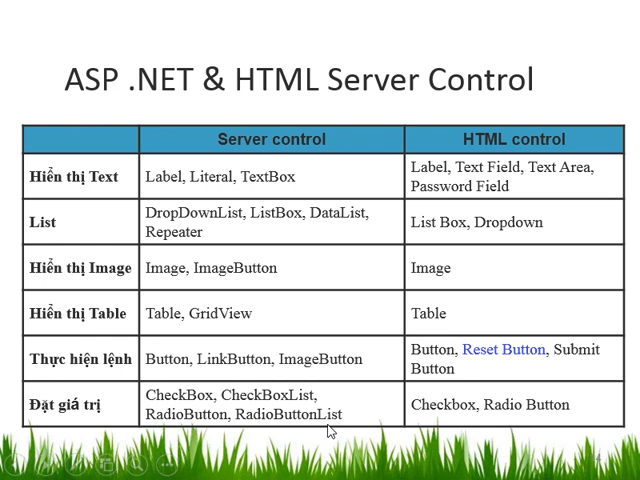 ASP .NET & HTML Server Control
Server control
HTML control
Hiển thị Text
Label, Literal, TextBox
Label, Text Field, Text Area,
Password Field
List
DropDownList, ListBox, DataList,
Repeater
List Box, Dropdown
Hiển thị Image
Image, ImageButton
Image
Hiển thị Table
Table, GridView
Table
Thực hiện lệnh
Button, LinkButton, ImageButton
Button, Reset Button, Submit
Button
Đặt giá trị
CheckBox, CheckBoxList,
RadioButton, RadioButtonList
Checkbox, Radio Button
4